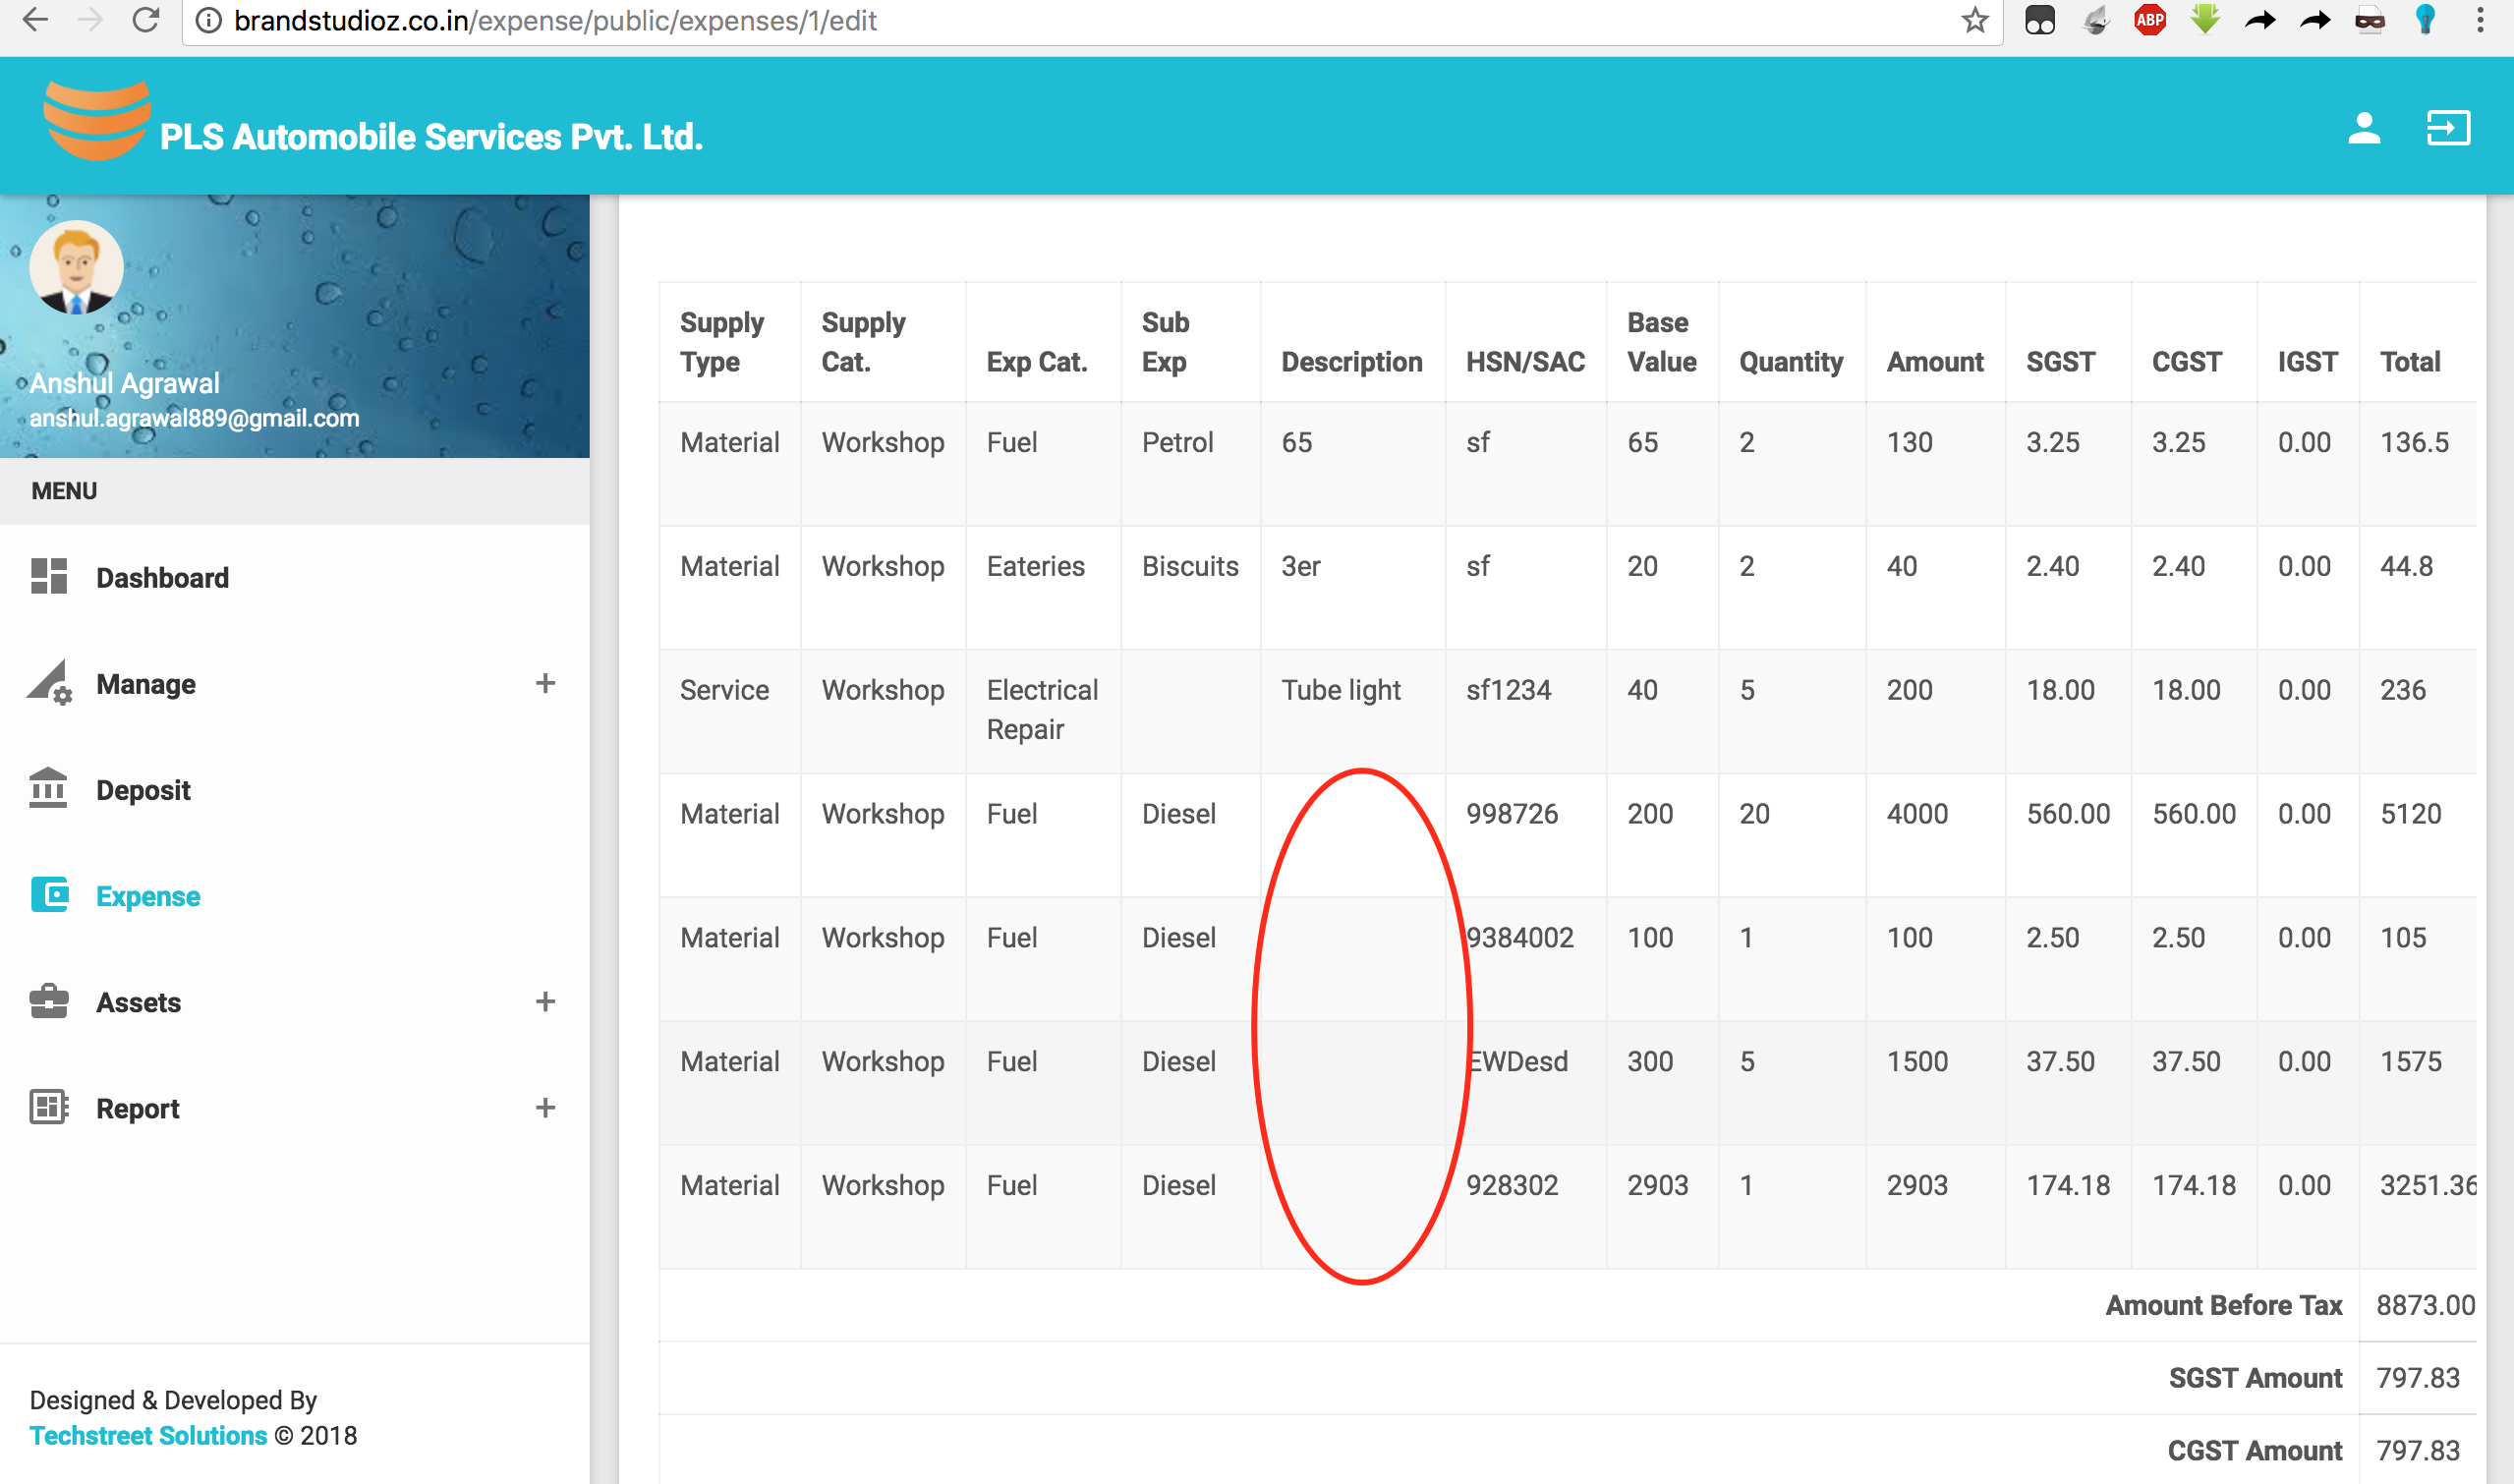 brandstudioz.co.in/expense/public/expenses/1/edit
ABP
PLS Automobile Services Pvt. Ltd.
Anshul Agrawal
anshul.agrawal889@gmail.com
MENU
Dashboard
Manage +
Deposit
Expense
Assets +
Report +
Designed & Developed By
Techstreet Solutions © 2018
Supply Type Supply Cat. Exp Cat. Sub Exp Description HSN/SAC Base Value Quantity Amount SGST CGST IGST Total
Material Workshop Fuel Petrol 65 sf 65 2 130 3.25 3.25 0.00 136.5
Material Workshop Eateries Biscuits 3er sf 20 2 40 2.40 2.40 0.00 44.8
Service Workshop Electrical Repair Tube light sf1234 40 5 200 18.00 18.00 0.00 236
Material Workshop Fuel Diesel 998726 200 20 4000 560.00 560.00 0.00 5120
Material Workshop Fuel Diesel 9384002 100 1 100 2.50 2.50 0.00 105
Material Workshop Fuel Diesel EWDesd 300 5 1500 37.50 37.50 0.00 1575
Material Workshop Fuel Diesel 928302 2903 1 2903 174.18 174.18 0.00 3251.36
Amount Before Tax 8873.00
SGST Amount 797.83
CGST Amount 797.83